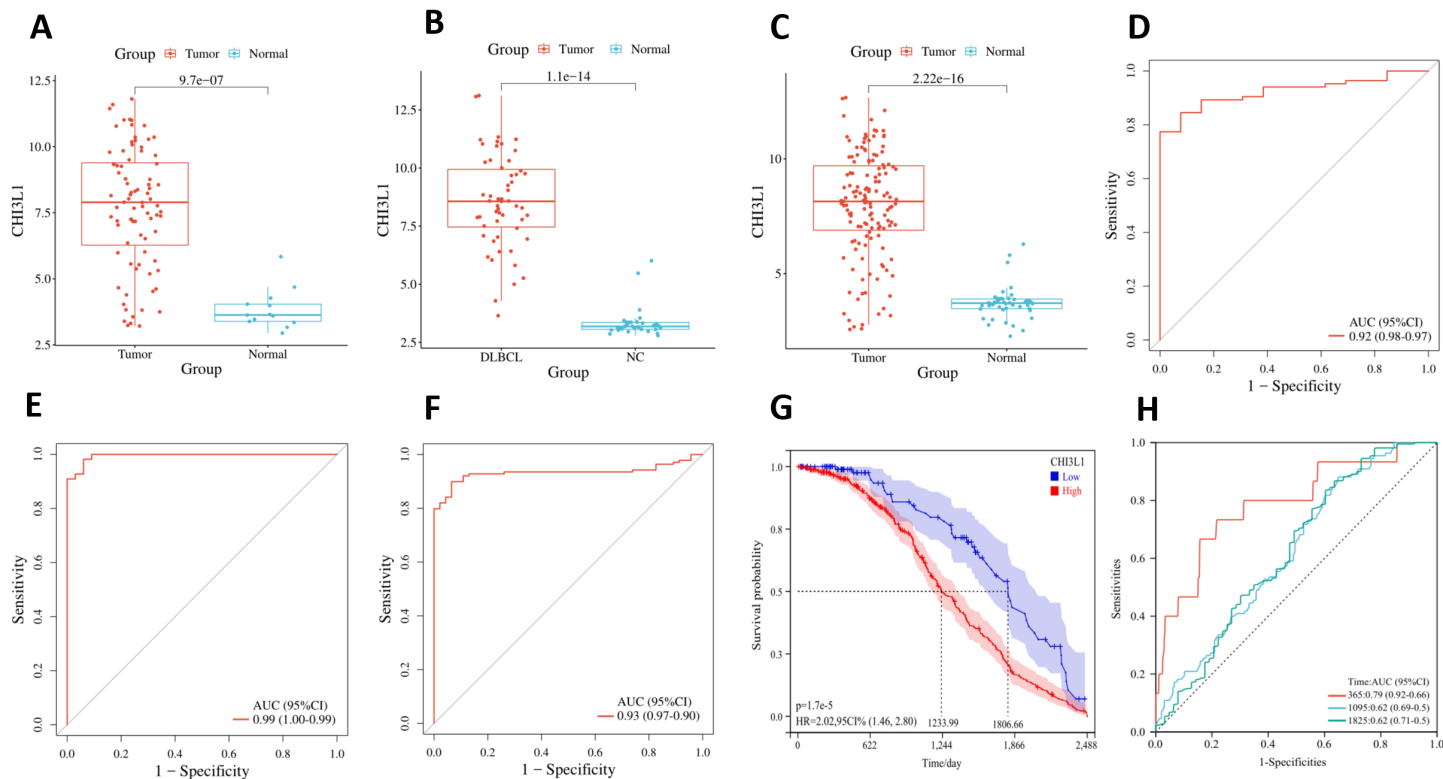 A
Group Tumor Normal
12.5
10.0
7.5
5.0
2.5
CHI3L1
9.7e−07
Tumor Normal
Group
B
Group Tumor Normal
12.5
10.0
7.5
5.0
2.5
CHI3L1
1.1e−14
DLBCL NC
Group
C
Group Tumor Normal
10
5
CHI3L1
2.22e−16
Tumor Normal
Group
D
1.0
0.8
0.6
0.4
0.2
0.0
Sensitivity
AUC (95%CI)
0.92 (0.98-0.97)
0.0 0.2 0.4 0.6 0.8 1.0
1 − Specificity
E
1.0
0.8
0.6
0.4
0.2
0.0
Sensitivity
AUC (95%CI)
0.99 (1.00-0.99)
0.0 0.2 0.4 0.6 0.8 1.0
1 − Specificity
F
1.0
0.8
0.6
0.4
0.2
0.0
Sensitivity
AUC (95%CI)
0.93 (0.97-0.90)
0.0 0.2 0.4 0.6 0.8 1.0
1 − Specificity
G
1.0
0.8
0.5
0.3
0.0
Survival probability
CHI3L1
Low
High
p=1.7e-5
HR=2.02,95CI% (1.46, 2.80)
1233.99 1806.66
0 622 1,244 1,866 2,488
Time/day
H
1.0
0.8
0.6
0.4
0.2
0.0
Sensitivities
Time:AUC (95%CI)
365:0.79 (0.92-0.66)
1095:0.62 (0.69-0.5)
1825:0.62 (0.71-0.5)
0.0 0.2 0.4 0.6 0.8 1.0
1-Specificities